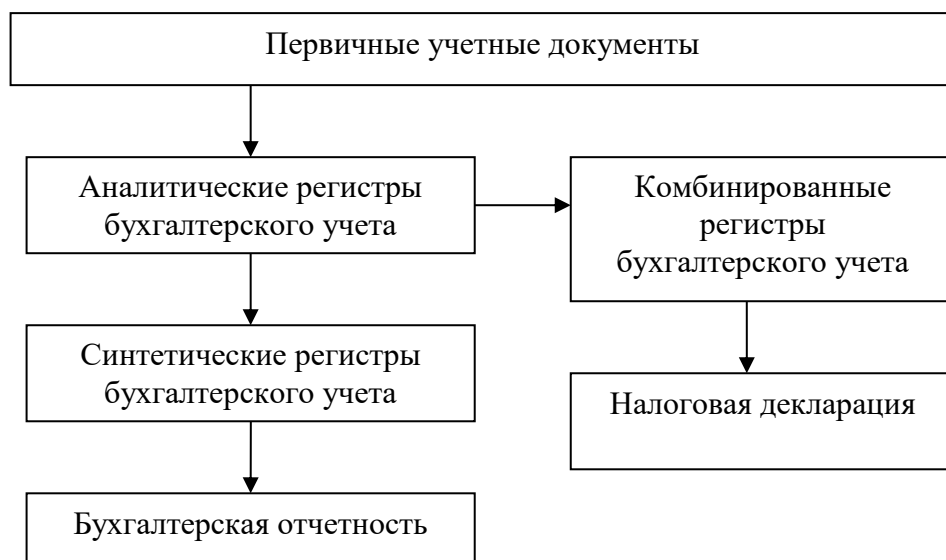 Первичные учетные документы
Аналитические регистры
бухгалтерского учета
Комбинированные
регистры
бухгалтерского учета
Синтетические регистры
бухгалтерского учета
Налоговая декларация
Бухгалтерская отчетность